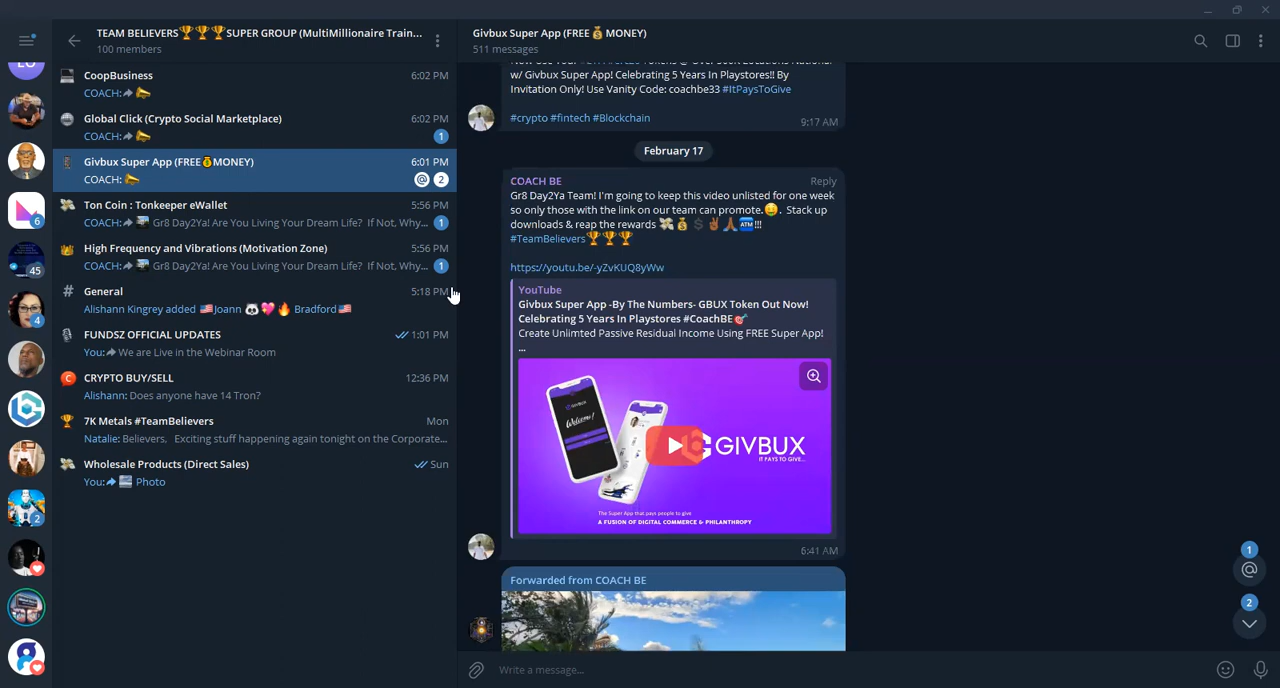 TEAM BELIEVERS🏆🏆🏆SUPER GROUP (MultiMillionaire Train...
100 members
CoopBusiness 6:02 PM
COACH: 📣
Global Click (Crypto Social Marketplace) 6:02 PM
COACH: 📣 1
Givbux Super App (FREE💰MONEY) 6:01 PM
COACH: 📣 @ 2
Ton Coin : Tonkeeper eWallet 5:56 PM
COACH: Gr8 Day2Ya! Are You Living Your Dream Life? If Not, Why... 1
High Frequency and Vibrations (Motivation Zone) 5:56 PM
COACH: Gr8 Day2Ya! Are You Living Your Dream Life? If Not, Why... 1
# General 5:18 PM
Alishann Kingrey added 🇺🇸Joann 🐼💖🔥 Bradford🇺🇸
FUNDSZ OFFICIAL UPDATES 1:01 PM
You: We are Live in the Webinar Room
C CRYPTO BUY/SELL 12:36 PM
Alishann: Does anyone have 14 Tron?
7K Metals #TeamBelievers Mon
Natalie: Believers, Exciting stuff happening again tonight on the Corporate...
Wholesale Products (Direct Sales) Sun
You: Photo
6
45
4
2
Givbux Super App (FREE💰MONEY)
511 messages
w/ Givbux Super App! Celebrating 5 Years In Playstores!! By
Invitation Only! Use Vanity Code: coachbe33 #ItPaysToGive
#crypto #fintech #Blockchain
9:17 AM
February 17
COACH BE Reply
Gr8 Day2Ya Team! I'm going to keep this video unlisted for one week
so only those with the link on our team can promote.🤑. Stack up
downloads & reap the rewards 💸💰💲✌🏾🙏🏾🏧!!!
#TeamBelievers🏆🏆🏆
https://youtu.be/-yZvKUQ8yWw
YouTube
Givbux Super App -By The Numbers- GBUX Token Out Now!
Celebrating 5 Years In Playstores #CoachBE🎯
Create Unlimted Passive Residual Income Using FREE Super App!
...
Welcome!
GIVBUX
IT PAYS TO GIVE...
The Super App that pays people to give
A FUSION OF DIGITAL COMMERCE & PHILANTHROPY
6:41 AM
Forwarded from COACH BE
1
@
2
Write a message...